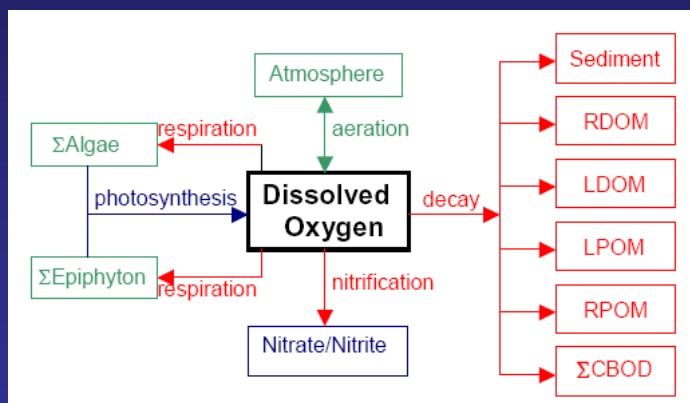 Atmosphere
Sediment
respiration
aeration
RDOM
ΣAlgae
photosynthesis
Dissolved
Oxygen
decay
LDOM
LPOM
ΣEpiphyton
respiration
nitrification
RPOM
Nitrate/Nitrite
ΣCBOD